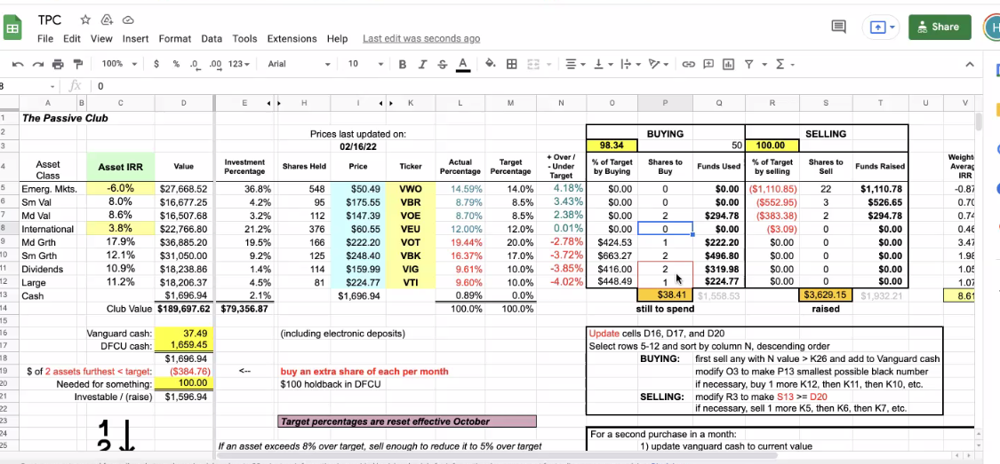 TPC
File Edit View Insert Format Data Tools Extensions Help Last edit was seconds ago
Share
100% $ % .0 .00 123 Arial 10 B I S A
8 fx 0
A B C D E H I K L M N O P Q R S T U V
1 The Passive Club
2 Prices last updated on: BUYING SELLING
3 02/16/22 98.34 50 100.00
4 Asset Class Asset IRR Value Investment Percentage Shares Held Price Ticker Actual Percentage Target Percentage + Over / - Under Target % of Target by Buying Shares to Buy Funds Used % of Target by selling Shares to Sell Funds Raised Weight Averag IRR
5 Emerg. Mkts. -6.0% $27,668.52 36.8% 548 $50.49 VWO 14.59% 14.0% 4.18% $0.00 0 $0.00 ($1,110.85) 22 $1,110.78 -0.87
6 Sm Val 8.0% $16,677.25 4.2% 95 $175.55 VBR 8.79% 8.5% 3.43% $0.00 0 $0.00 ($552.95) 3 $526.65 0.70
7 Md Val 8.6% $16,507.68 3.2% 112 $147.39 VOE 8.70% 8.5% 2.38% $0.00 2 $294.78 ($383.38) 2 $294.78 0.74
8 International 3.8% $22,766.80 21.2% 376 $60.55 VEU 12.00% 12.0% 0.01% $0.00 0 $0.00 ($3.09) 0 $0.00 0.46
9 Md Grth 17.9% $36,885.20 19.5% 166 $222.20 VOT 19.44% 20.0% -2.78% $424.53 1 $222.20 $0.00 0 $0.00 3.47
10 Sm Grth 12.1% $31,050.00 9.2% 125 $248.40 VBK 16.37% 17.0% -3.72% $663.27 2 $496.80 $0.00 0 $0.00 1.98
11 Dividends 10.9% $18,238.86 1.4% 114 $159.99 VIG 9.61% 10.0% -3.85% $416.00 2 $319.98 $0.00 0 $0.00 1.05
12 Large 11.2% $18,206.37 4.5% 81 $224.77 VTI 9.60% 10.0% -4.02% $448.49 1 $224.77 $0.00 0 $0.00 1.07
13 Cash $1,696.94 2.1% $1,696.94 0.89% 0.0% $38.41 $1,558.53 $3,629.15 $1,932.21 8.61
14 Club Value $189,697.62 $79,356.87 100.0% 100.0% still to spend raised
15
16 Vanguard cash: 37.49 (including electronic deposits) Update cells D16, D17, and D20
17 DFCU cash: 1,659.45 Select rows 5-12 and sort by column N, descending order
18 $1,696.94 BUYING: first sell any with N value > K26 and add to Vanguard cash
19 $ of 2 assets furthest < target: ($384.76) <-- buy an extra share of each per month modify O3 to make P13 smallest possible black number
20 Needed for something: 100.00 $100 holdback in DFCU if necessary, buy 1 more K12, then K11, then K10, etc.
21 Investable / (raise) $1,596.94 SELLING: modify R3 to make S13 >= D20
22 if necessary, sell 1 more K5, then K6, then K7, etc.
23 Target percentages are reset effective October
24 1 For a second purchase in a month:
25 2 If an asset exceeds 8% over target, sell enough to reduce it to 5% over target 1) update vanguard cash to current value